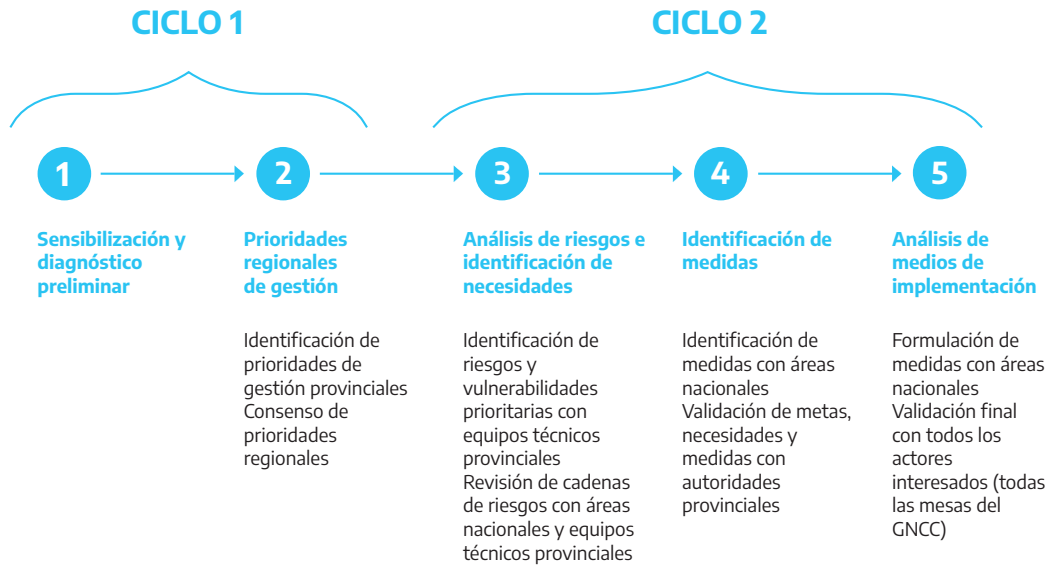 CICLO 1
CICLO 2
1
2
3
4
5
Sensibilización y
diagnóstico
preliminar
Prioridades
regionales
de gestión
Identificación de
prioridades de
gestión provinciales
Consenso de
prioridades
regionales
Análisis de riesgos e
identificación de
necesidades
Identificación de
riesgos y
vulnerabilidades
prioritarias con
equipos técnicos
provinciales
Revisión de cadenas
de riesgos con áreas
nacionales y equipos
técnicos provinciales
Identificación de
medidas
Identificación de
medidas con áreas
nacionales
Validación de metas,
necesidades y
medidas con
autoridades
provinciales
Análisis de
medios de
implementación
Formulación de
medidas con áreas
nacionales
Validación final
con todos los
actores
interesados (todas
las mesas del
GNCC)